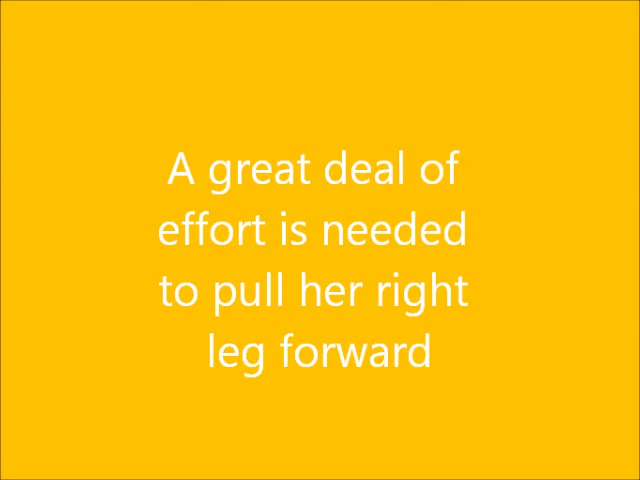 A great deal of
effort is needed
to pull her right
leg forward